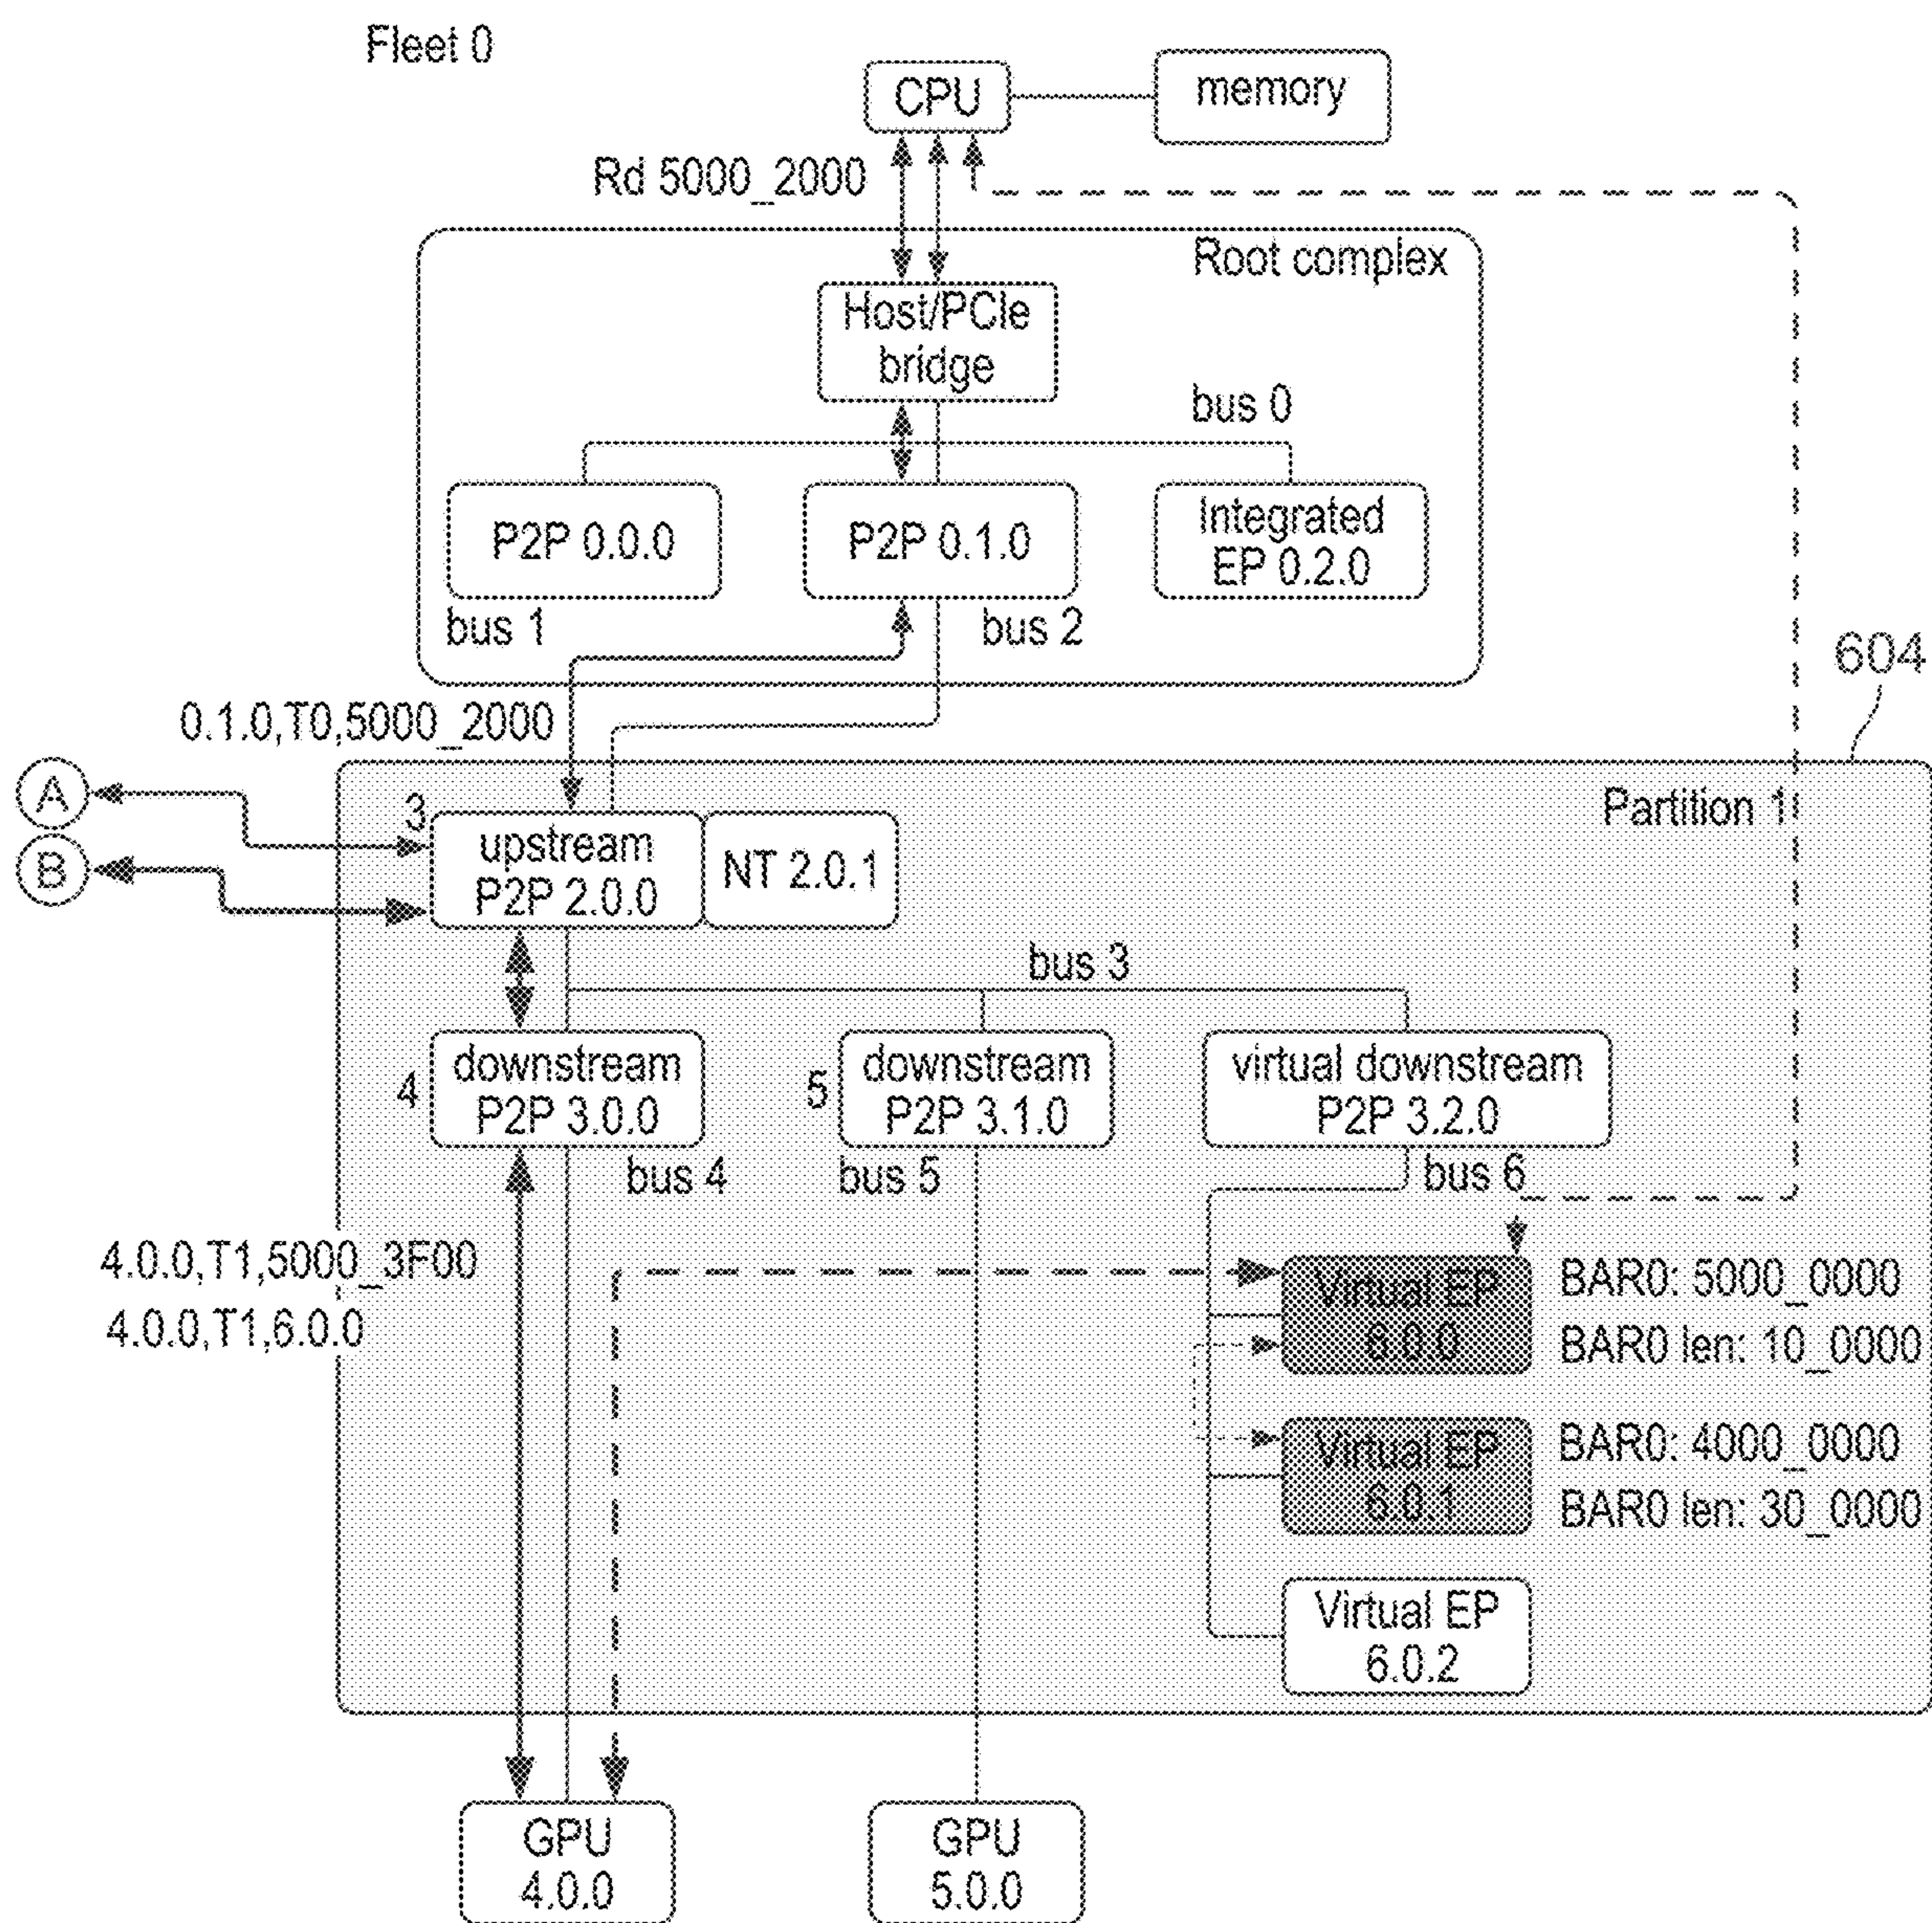 Fleet 0
CPU
memory
Rd 5000_2000
Root complex
Host/PCIe
bridge
bus 0
P2P 0.0.0
P2P 0.1.0
Integrated
EP 0.2.0
bus 1
bus 2
604
0.1.0,T0,5000_2000
A
B
Partition 1
3
upstream
P2P 2.0.0
NT 2.0.1
bus 3
4
downstream
P2P 3.0.0
5
downstream
P2P 3.1.0
virtual downstream
P2P 3.2.0
bus 4
bus 5
bus 6
4.0.0,T1,5000_3F00
4.0.0,T1,6.0.0
Virtual EP
6.0.0
BAR0: 5000_0000
BAR0 len: 10_0000
Virtual EP
6.0.1
BAR0: 4000_0000
BAR0 len: 30_0000
Virtual EP
6.0.2
GPU
4.0.0
GPU
5.0.0